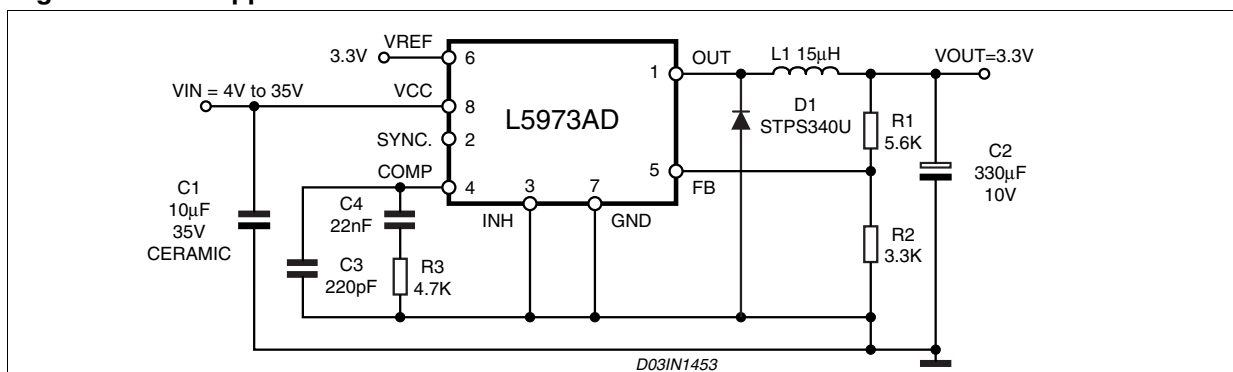 VREF
3.3V
6
VIN = 4V to 35V
VCC
8
SYNC.
2
COMP
4
L5973AD
1
OUT
5
FB
3
INH
7
GND
L1 15µH
VOUT=3.3V
D1
STPS340U
R1
5.6K
R2
3.3K
C2
330µF
10V
C1
10µF
35V
CERAMIC
C4
22nF
C3
220pF
R3
4.7K
D03IN1453